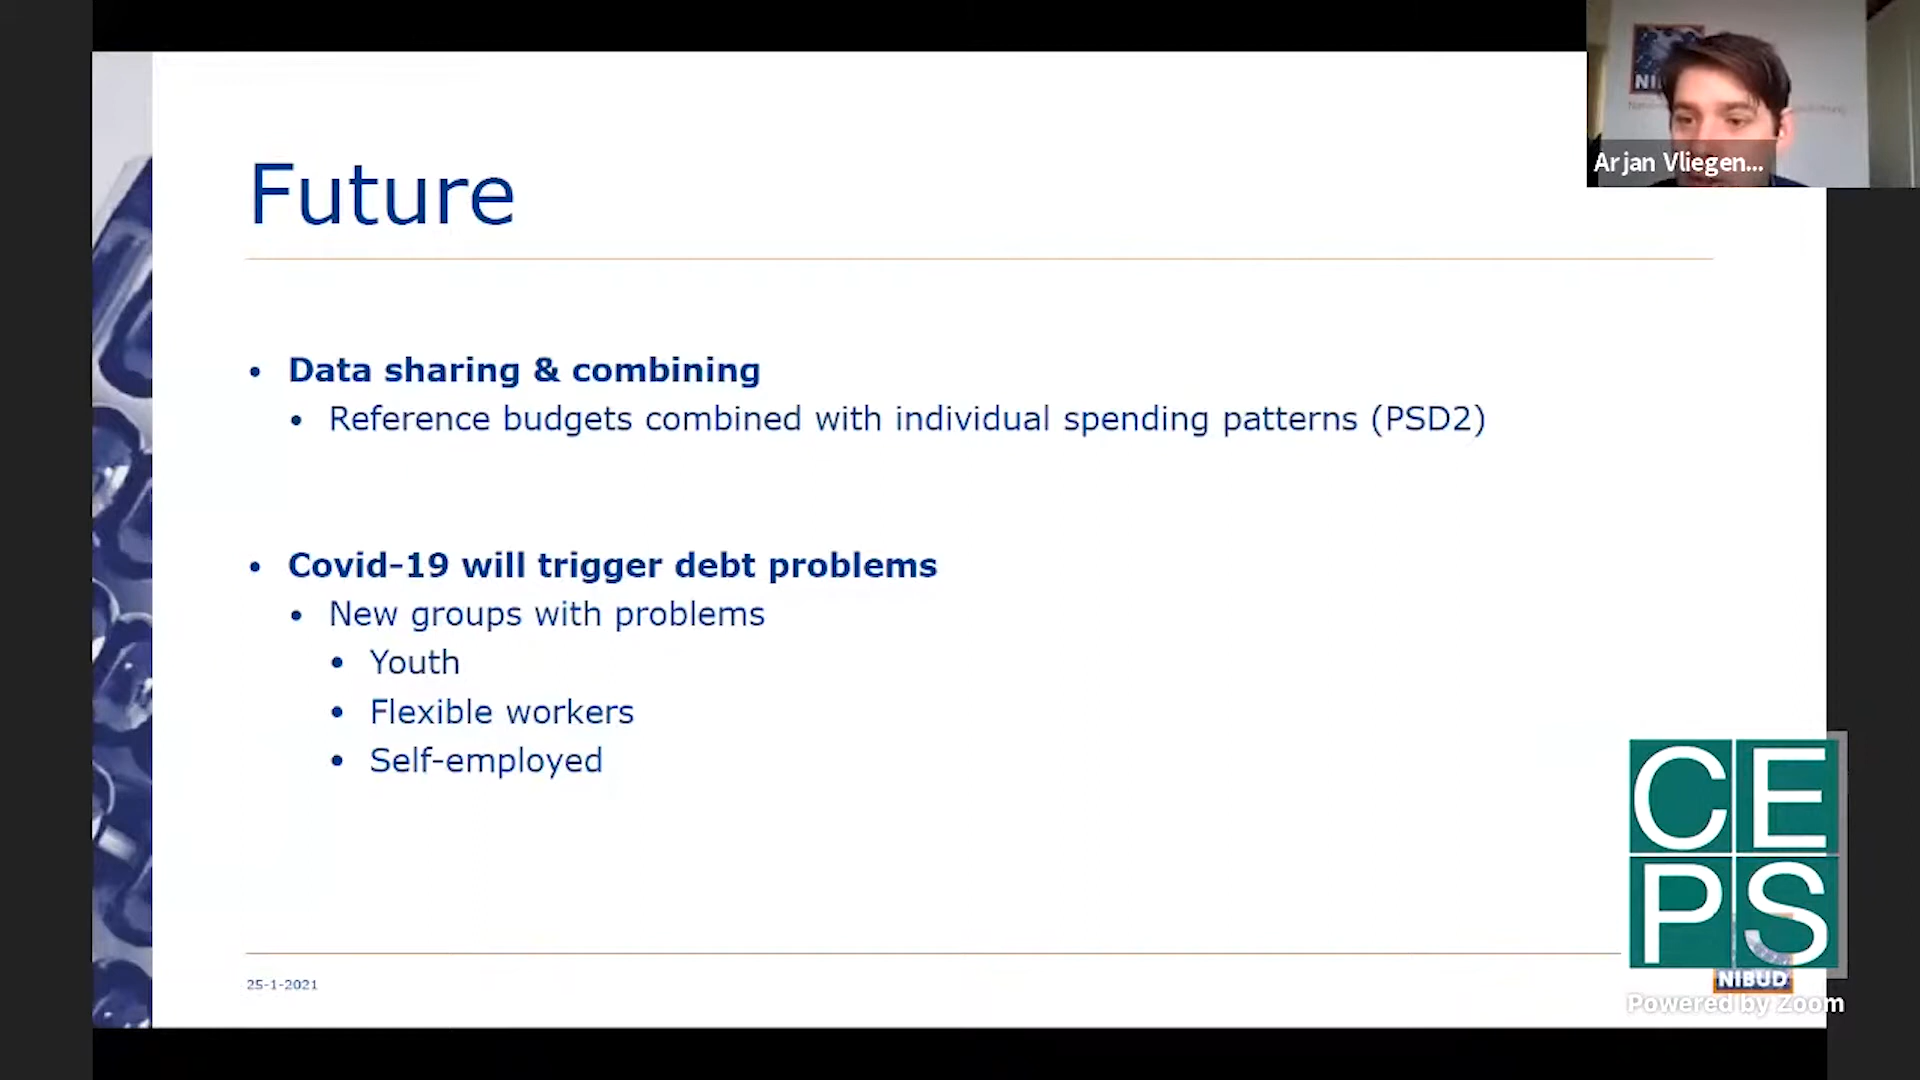 Future
Arjan Vliegen...
• Data sharing & combining
• Reference budgets combined with individual spending patterns (PSD2)
• Covid-19 will trigger debt problems
• New groups with problems
• Youth
• Flexible workers
• Self-employed
CE
PS
25-1-2021
NIBUD
Powered by Zoom